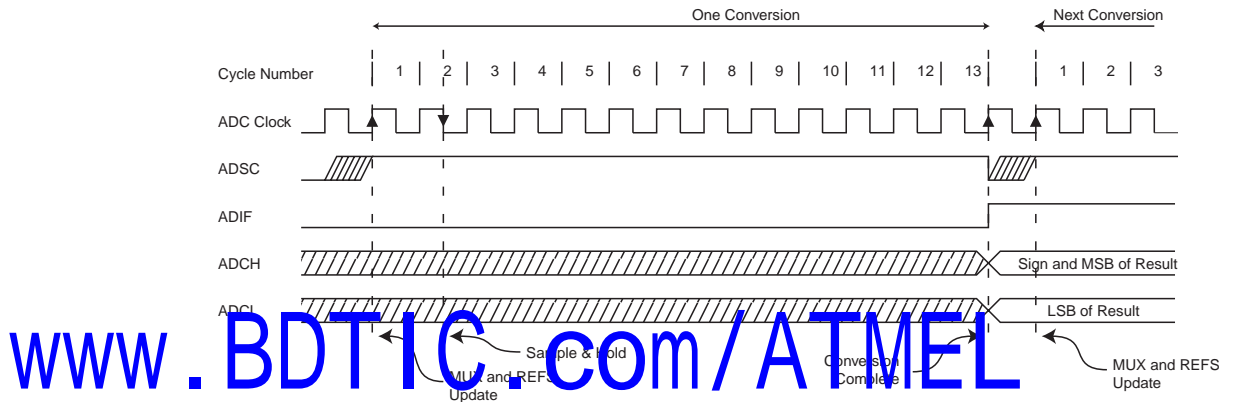 One Conversion
Next Conversion
Cycle Number
1 2 3 4 5 6 7 8 9 10 11 12 13 1 2 3
ADC Clock
ADSC
ADIF
ADCH
Sign and MSB of Result
ADCL
LSB of Result
Sample & Hold
MUX and REFS
Update
Conversion
Complete
MUX and REFS
Update
www.BDTIC.com/ATMEL